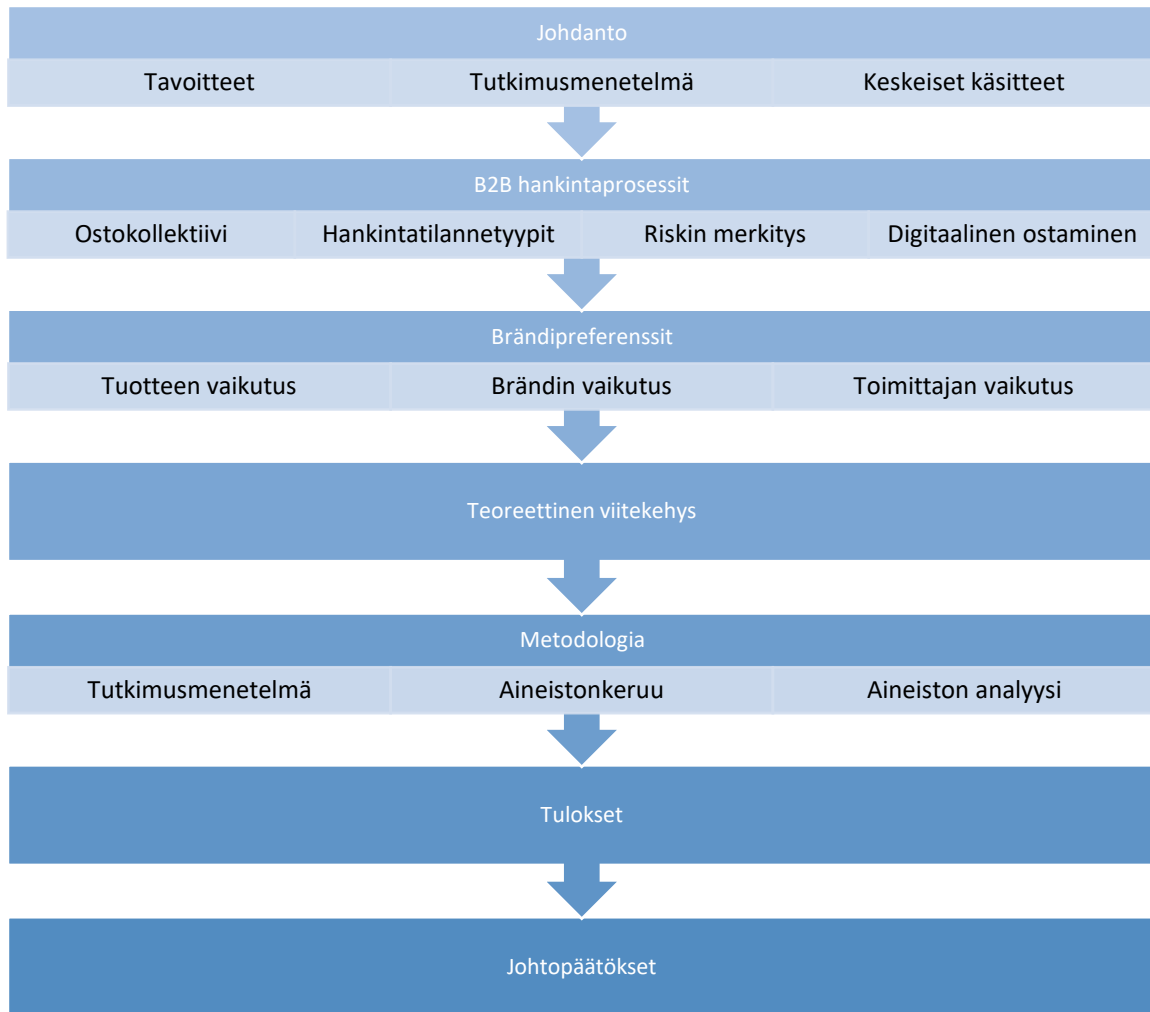 Johdanto
Tavoitteet Tutkimusmenetelmä Keskeiset käsitteet
B2B hankintaprosessit
Ostokollektiivi Hankintatilannetyypit Riskin merkitys Digitaalinen ostaminen
Brändipreferenssit
Tuotteen vaikutus Brändin vaikutus Toimittajan vaikutus
Teoreettinen viitekehys
Metodologia
Tutkimusmenetelmä Aineistonkeruu Aineiston analyysi
Tulokset
Johtopäätökset